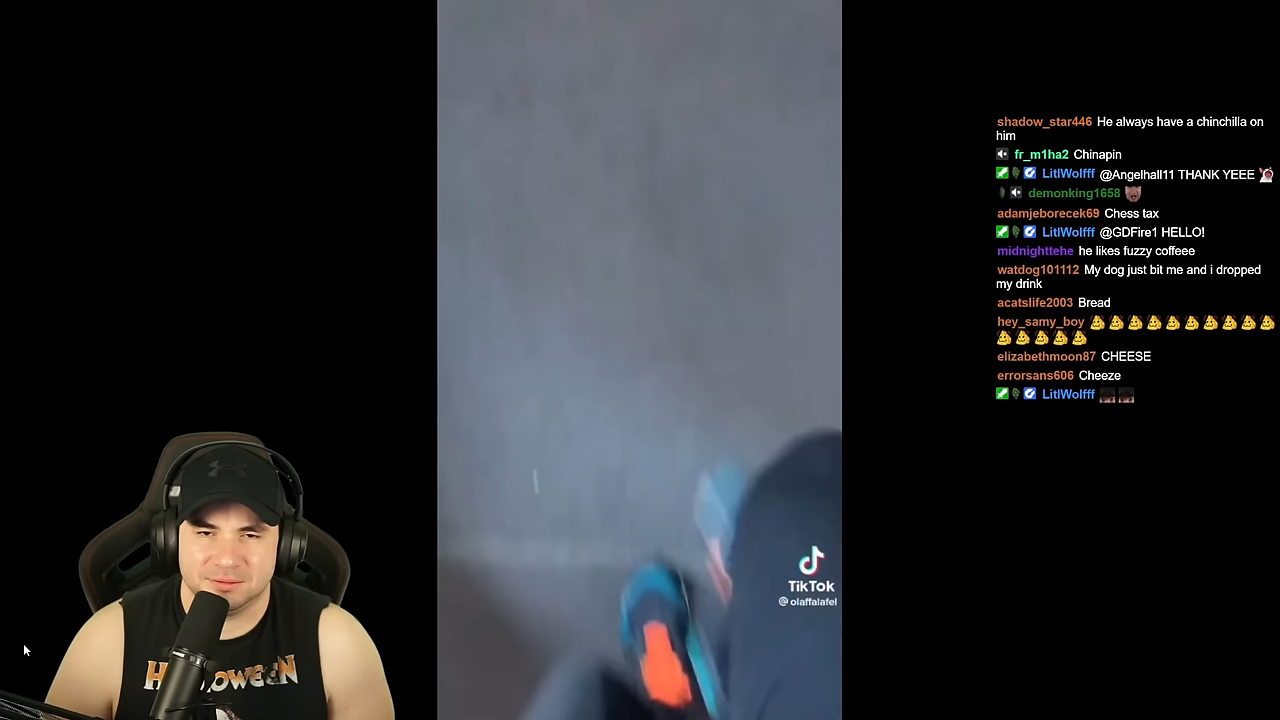 shadow_star446 He always have a chinchilla on
him
fr_m1ha2 Chinapin
LitlWolfff @Angelhall11 THANK YEEE
demonking1658
adamjeborecek69 Chess tax
LitlWolfff @GDFire1 HELLO!
midnighttehe he likes fuzzy coffeee
watdog101112 My dog just bit me and i dropped
my drink
acatslife2003 Bread
hey_samy_boy
elizabethmoon87 CHEESE
errorsans606 Cheeze
LitlWolfff
TikTok
@olaffalafel
HALLOWEEN